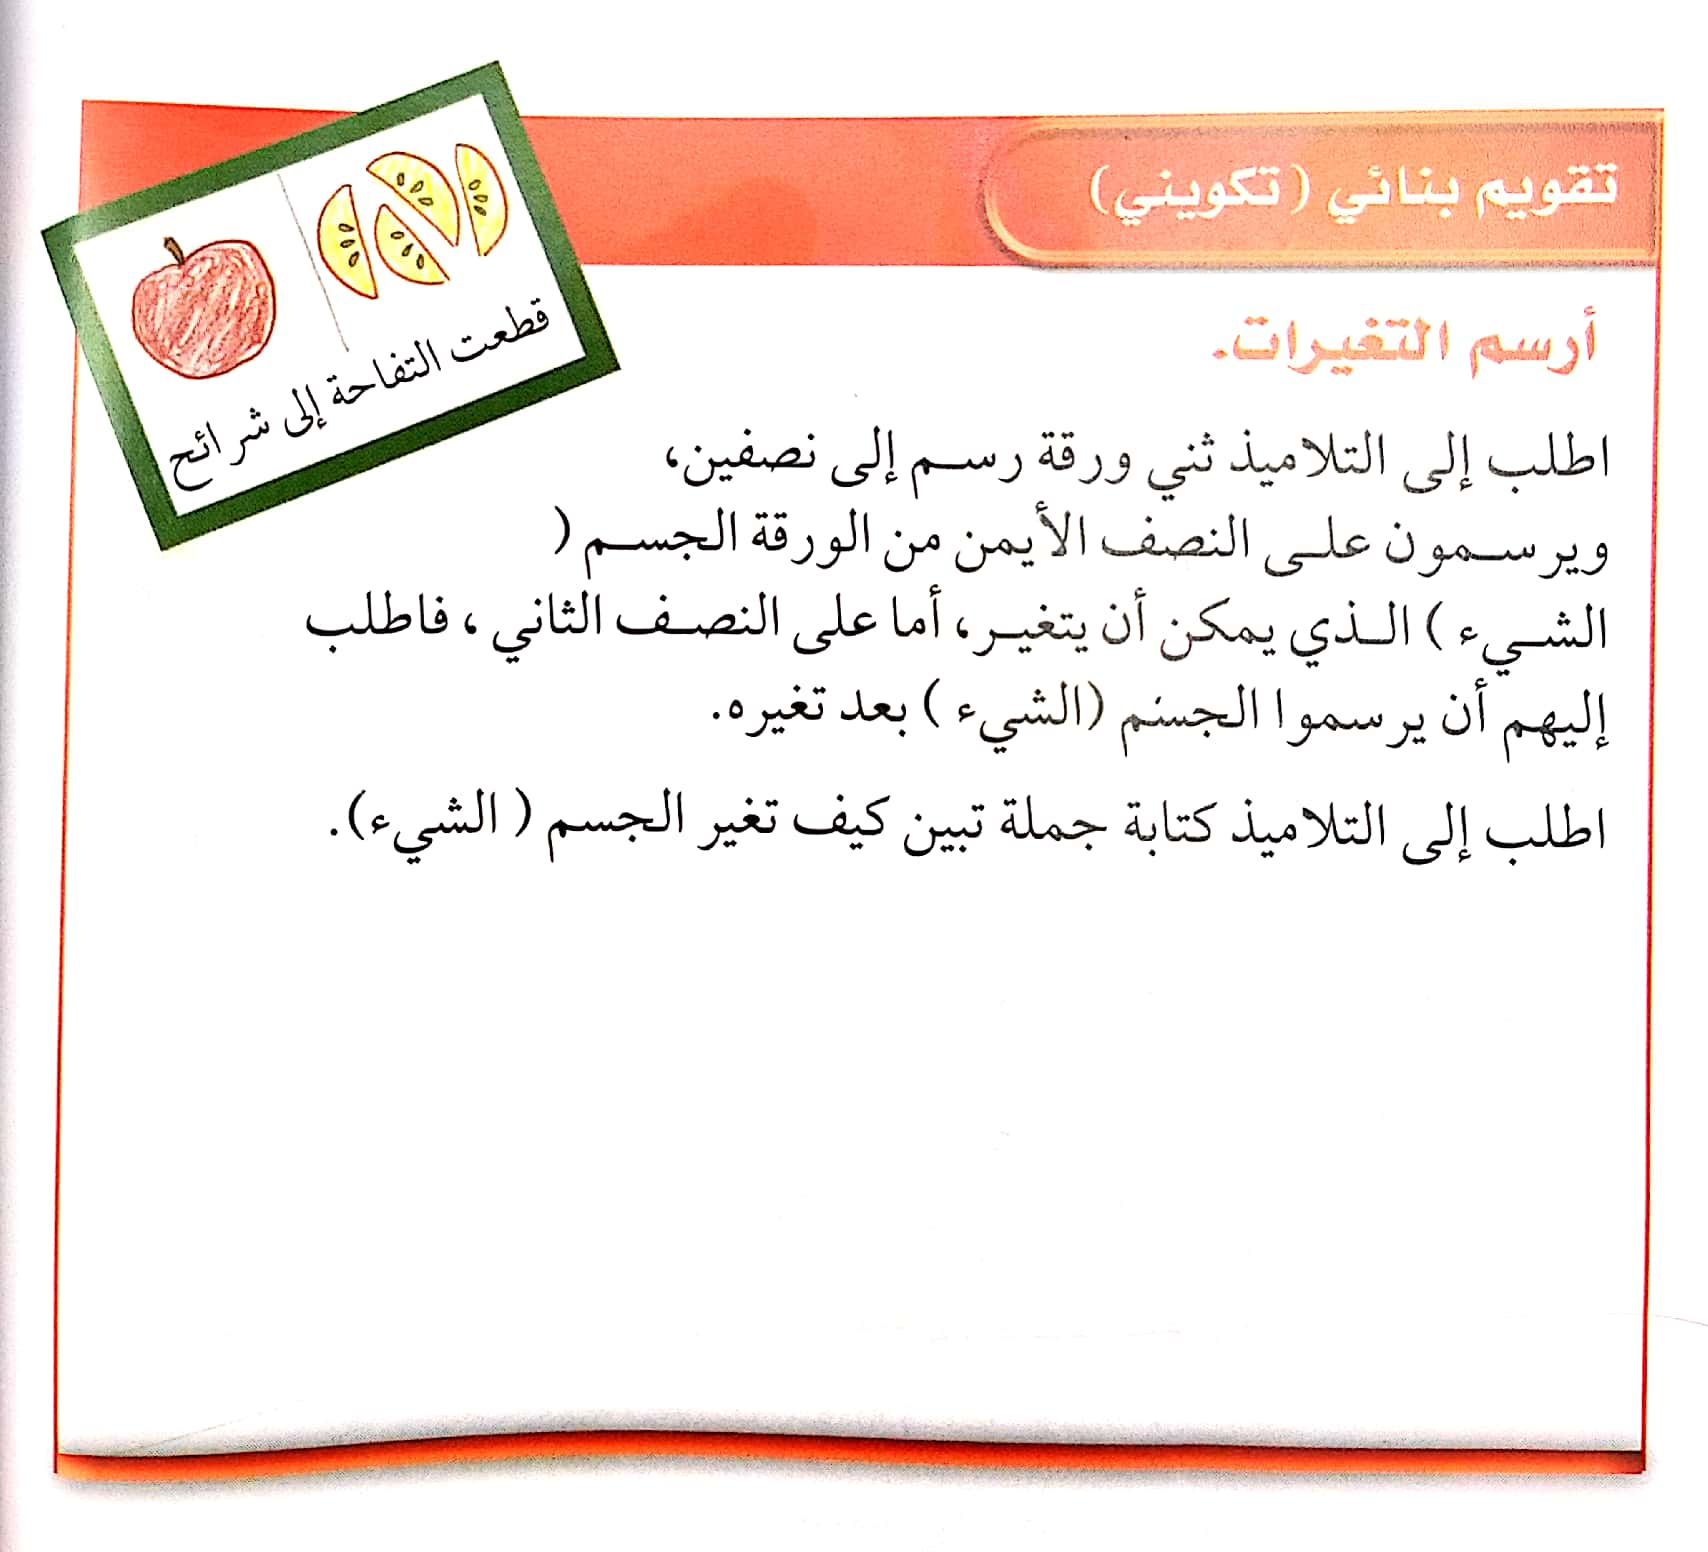 تقويم بنائي (تكويني)
قطعت التفاحة إلى شرائح
أرسم التغيرات.
اطلب إلى التلاميذ ثني ورقة رسم إلى نصفين،
ويرسمون على النصف الأيمن من الورقة الجسم (
الشيء) الذي يمكن أن يتغير، أما على النصف الثاني، فاطلب
إليهم أن يرسموا الجسم (الشيء) بعد تغيره.
اطلب إلى التلاميذ كتابة جملة تبين كيف تغير الجسم (الشيء).